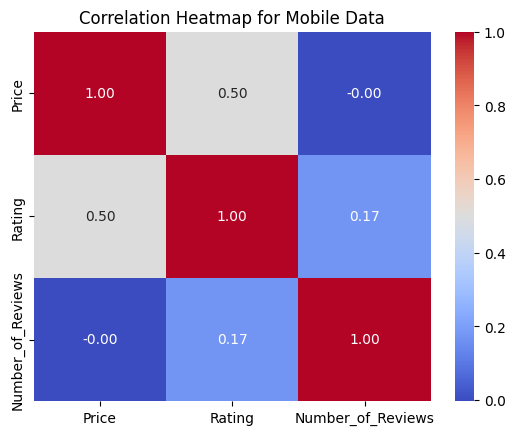 Correlation Heatmap for Mobile Data
Price
1.00
0.50
-0.00
Rating
0.50
1.00
0.17
Number_of_Reviews
-0.00
0.17
1.00
Price
Rating
Number_of_Reviews
1.0
0.8
0.6
0.4
0.2
0.0